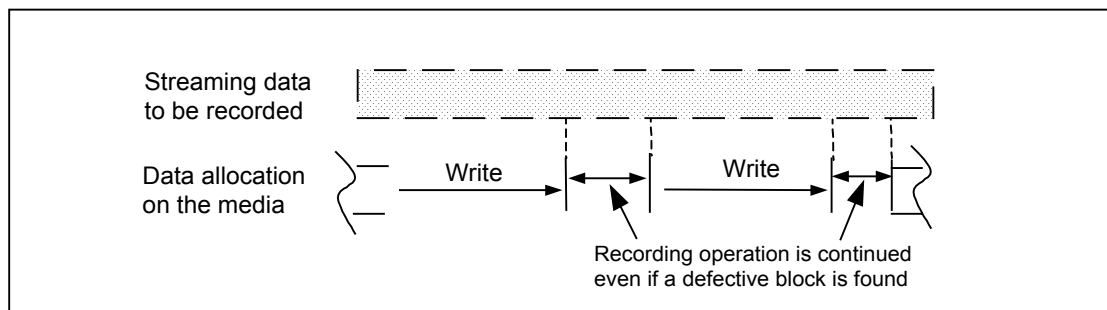 Streaming data
to be recorded
Data allocation
on the media
Write
Write
Recording operation is continued
even if a defective block is found